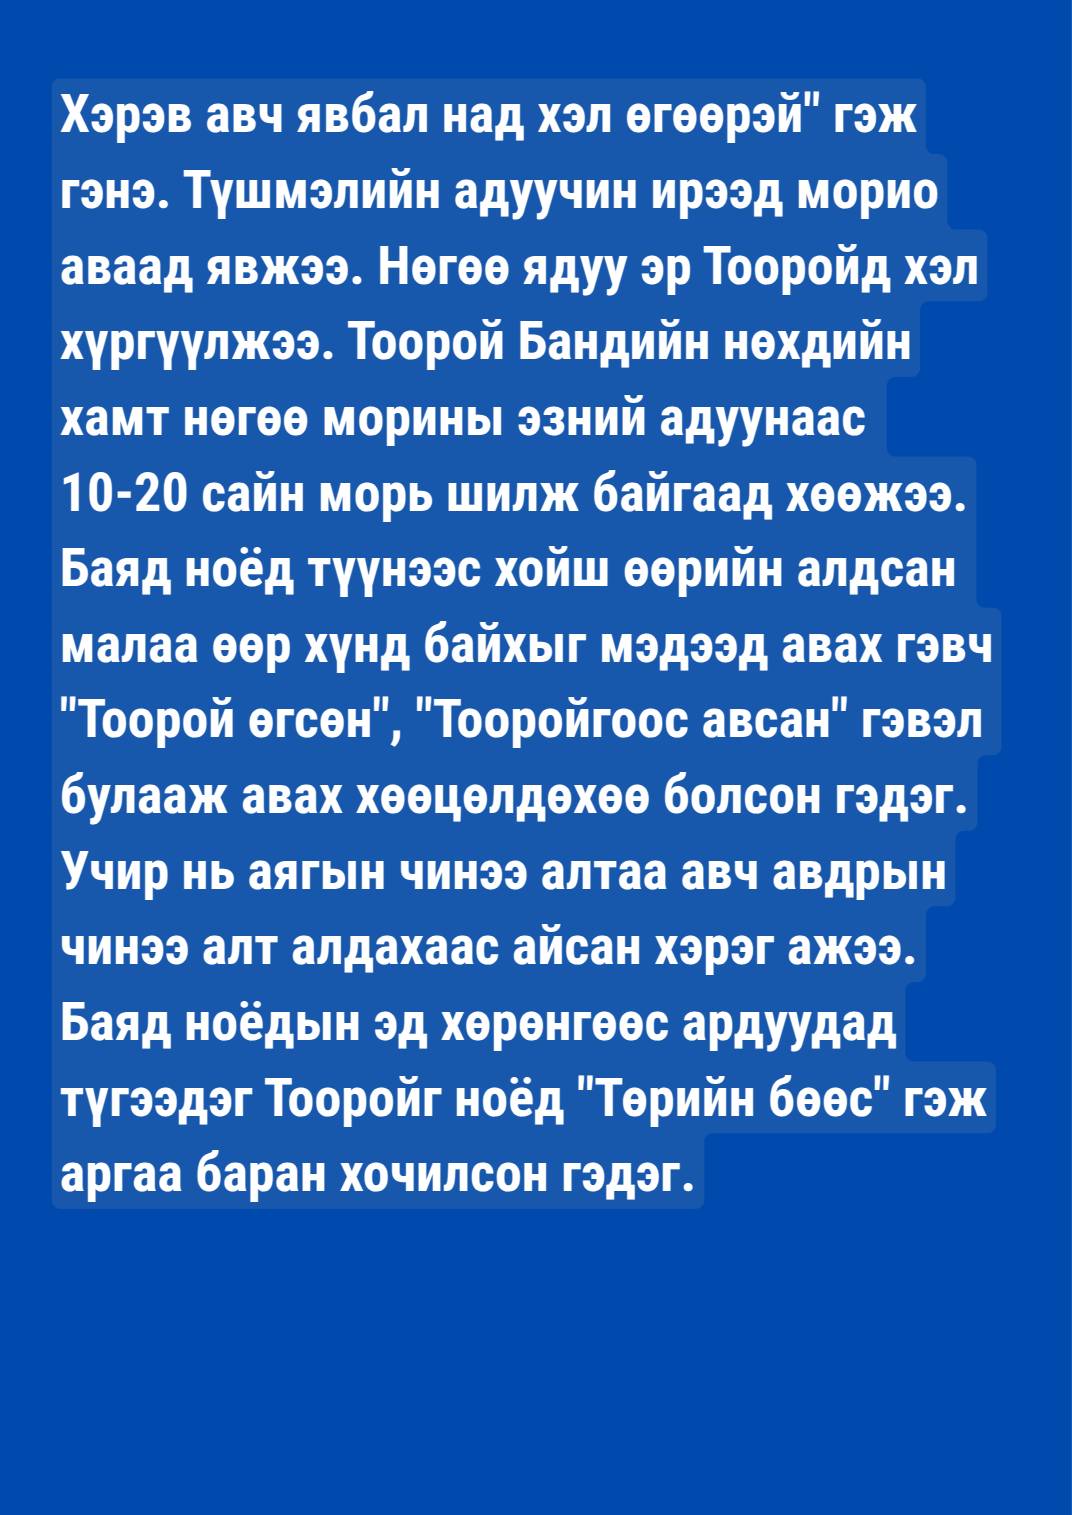 Хэрэв авч явбал над хэл өгөөрэй" гэж
гэнэ. Түшмэлийн адуучин ирээд морио
аваад явжээ. Нөгөө ядуу эр Тооройд хэл
хүргүүлжээ. Тоорой Бандийн нөхдийн
хамт нөгөө морины эзний адуунаас
10-20 сайн морь шилж байгаад хөөжээ.
Баяд ноёд түүнээс хойш өөрийн алдсан
малаа өөр хүнд байхыг мэдээд авах гэвч
"Тоорой өгсөн", "Тооройгоос авсан" гэвэл
булааж авах хөөцөлдөхөө болсон гэдэг.
Учир нь аягын чинээ алтаа авч авдрын
чинээ алт алдахаас айсан хэрэг ажээ.
Баяд ноёдын эд хөрөнгөөс ардуудад
түгээдэг Тооройг ноёд "Төрийн бөөс" гэж
аргаа баран хочилсон гэдэг.